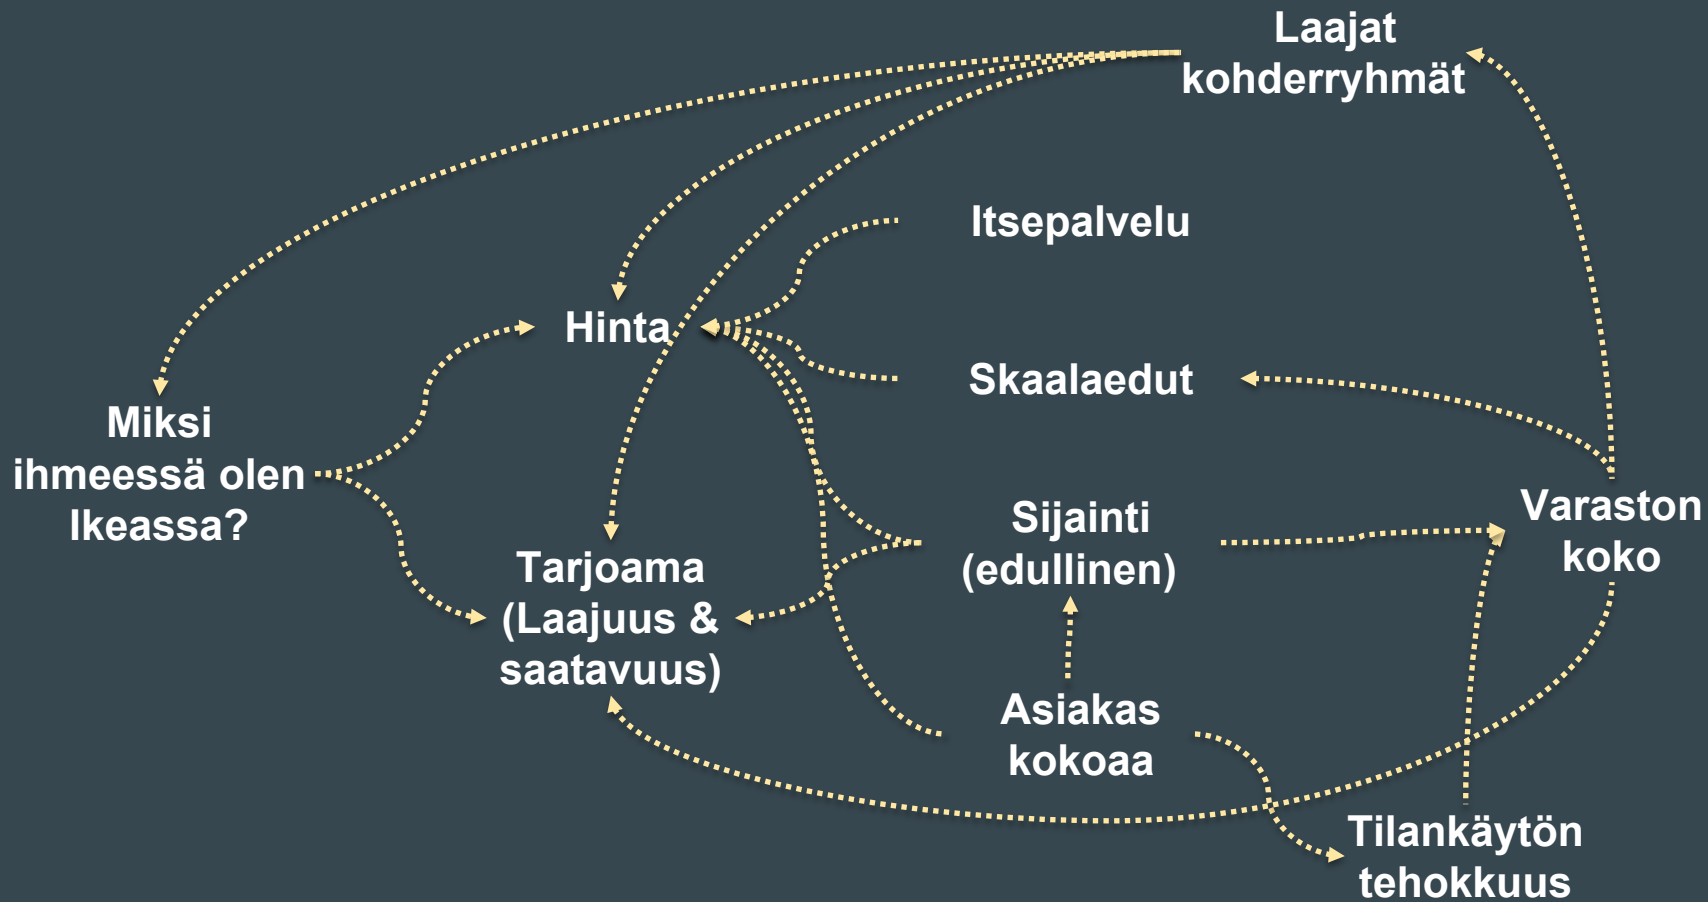 Laajat
kohderryhmät
Itsepalvelu
Hinta
Skaalaedut
Miksi
ihmeessä olen
Ikeassa?
Sijainti
(edullinen)
Varaston
koko
Tarjoama
(Laajuus &
saatavuus)
Asiakas
kokoaa
Tilankäytön
tehokkuus